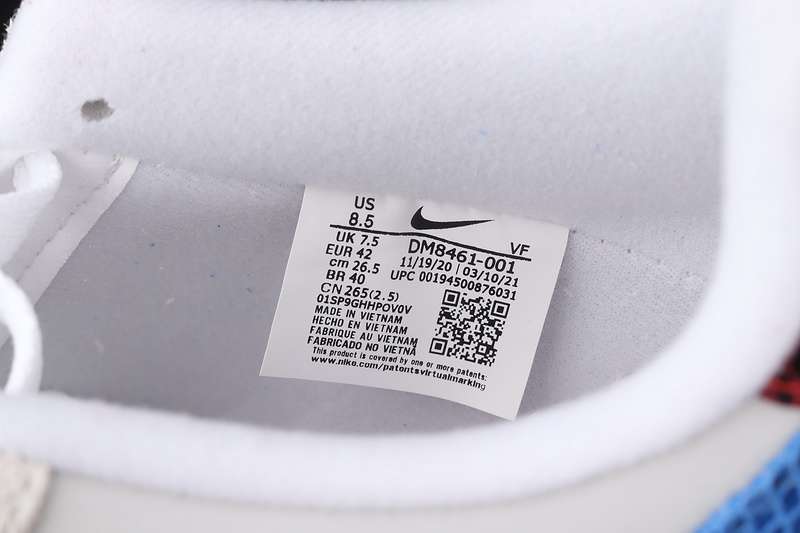 US
8.5
VF
UK 7.5
DM8461-001
EUR 42
11/19/20 | 03/10/21
cm 26.5
UPC 00194500876031
BR 40
CN 265(2.5)
01SP9GHHPOV0V
MADE IN VIETNAM
HECHO EN VIETNAM
FABRIQUE AU VIETNAM
FABRICADO NO VIETNÃ
This product is covered by one or more patents:
www.nike.com/patentsvirtualmarking